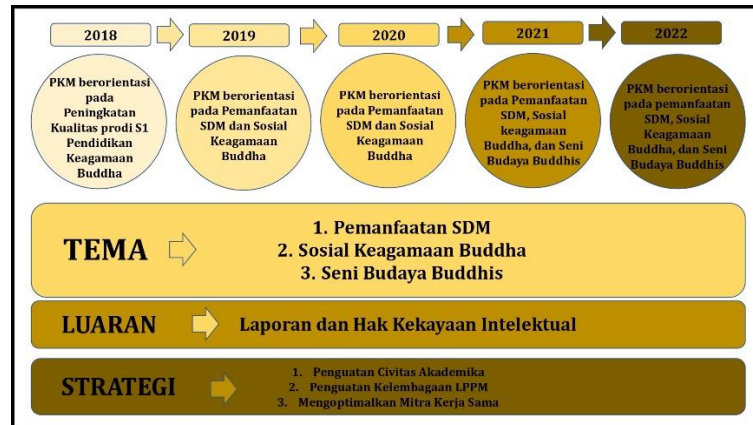 2018
2019
2020
2021
2022
PKM berorientasi
pada
Peningkatan
Kualitas prodi S1
Pendidikan
Keagamaan
Buddha
PKM berorientasi
pada Pemanfaatan
SDM dan Sosial
Keagamaan
Buddha
PKM berorientasi
pada Pemanfaatan
SDM dan Sosial
Keagamaan
Buddha
PKM berorientasi
pada Pemanfaatan
SDM, Sosial
keagamaan
Buddha, dan Seni
Budaya Buddhis
PKM berorientasi
pada pemanfaatan
SDM, Sosial
Keagamaan
Buddha, dan Seni
Budaya Buddhis
TEMA
1. Pemanfaatan SDM
2. Sosial Keagamaan Buddha
3. Seni Budaya Buddhis
LUARAN
Laporan dan Hak Kekayaan Intelektual
STRATEGI
1. Penguatan Civitas Akademika
2. Penguatan Kelembagaan LPPM
3. Mengoptimalkan Mitra Kerja Sama